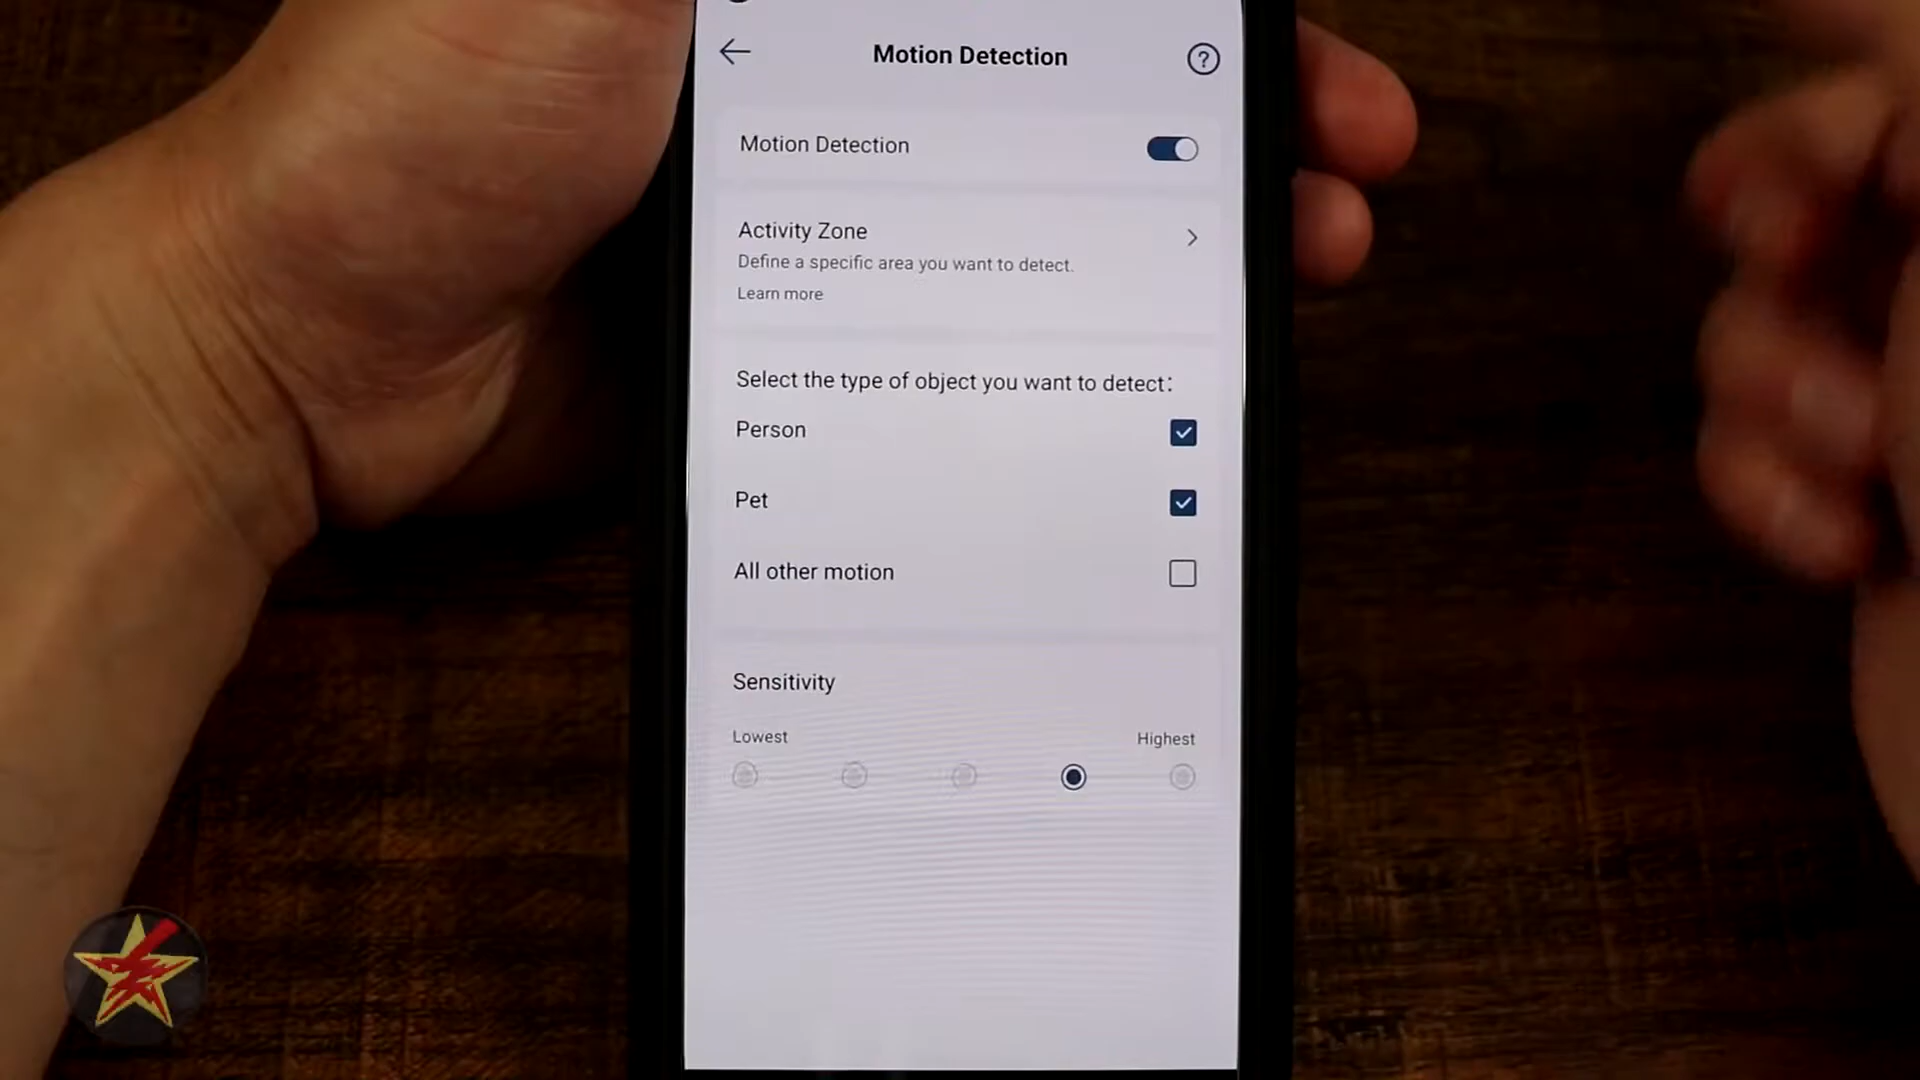 Motion Detection
Motion Detection
Activity Zone
Define a specific area you want to detect.
Learn more
Select the type of object you want to detect:
Person
Pet
All other motion
Sensitivity
Lowest
Highest